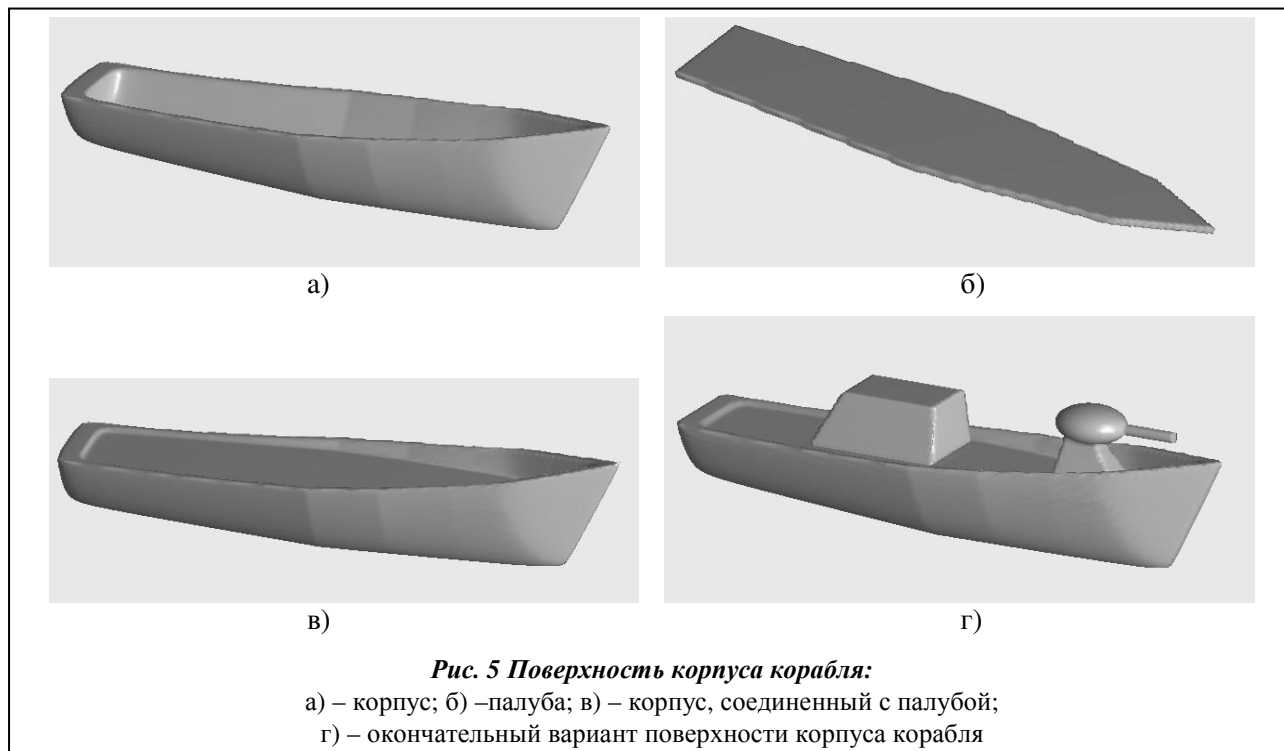 а)
б)
в)
г)
Рис. 5 Поверхность корпуса корабля:
а) – корпус; б) –палуба; в) – корпус, соединенный с палубой;
г) – окончательный вариант поверхности корпуса корабля